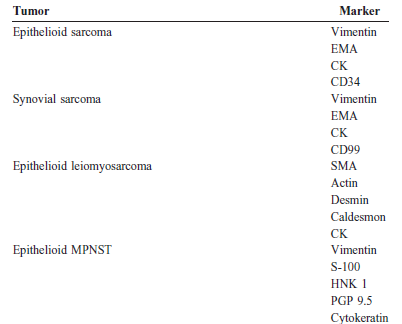 Tumor Marker
Epithelioid sarcoma Vimentin
EMA
CK
CD34
Synovial sarcoma Vimentin
EMA
CK
CD99
Epithelioid leiomyosarcoma SMA
Actin
Desmin
Caldesmon
CK
Epithelioid MPNST Vimentin
S-100
HNK 1
PGP 9.5
Cytokeratin